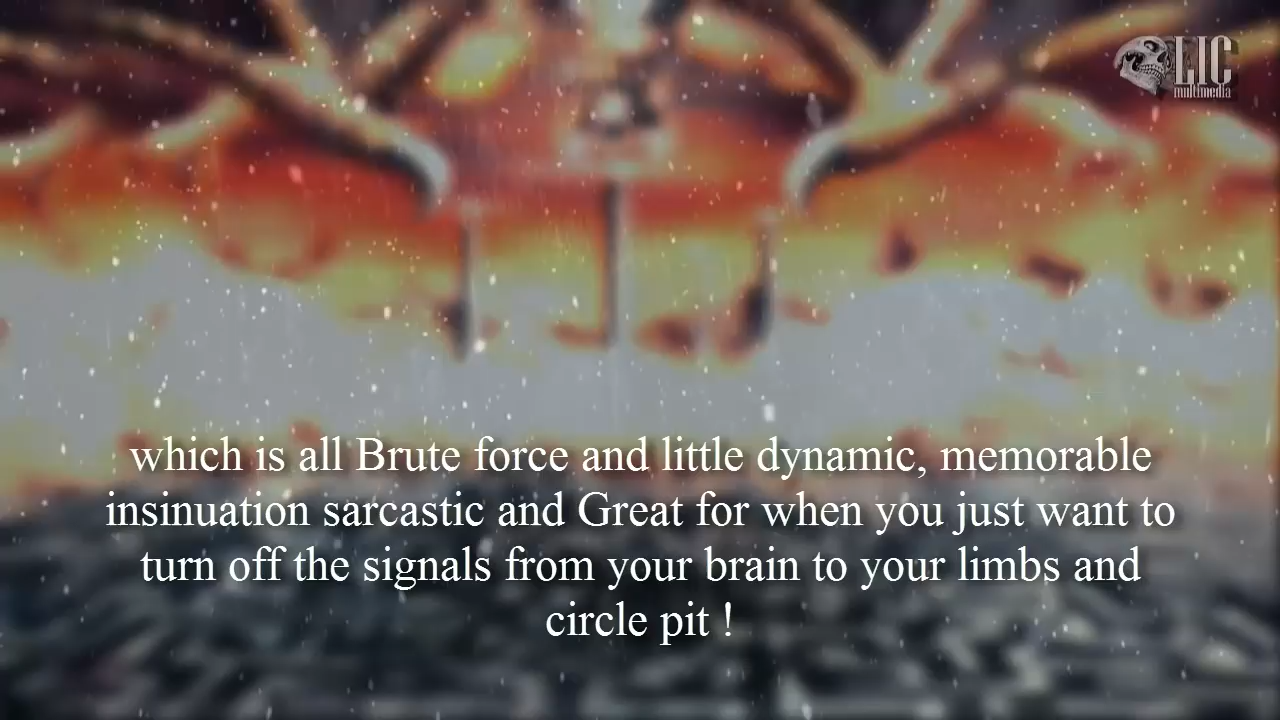 LIC
multimedia
which is all Brute force and little dynamic, memorable
insinuation sarcastic and Great for when you just want to
turn off the signals from your brain to your limbs and
circle pit !